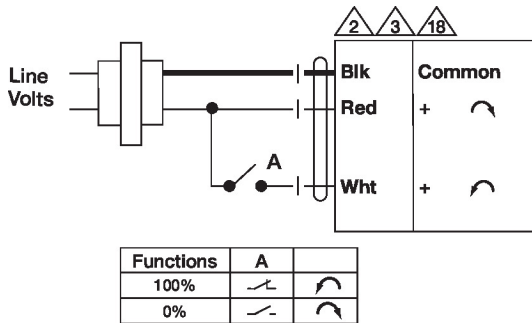 2 3 18
Line
Volts
Blk Common
Red +
A
Wht +
Functions A
100%
0%